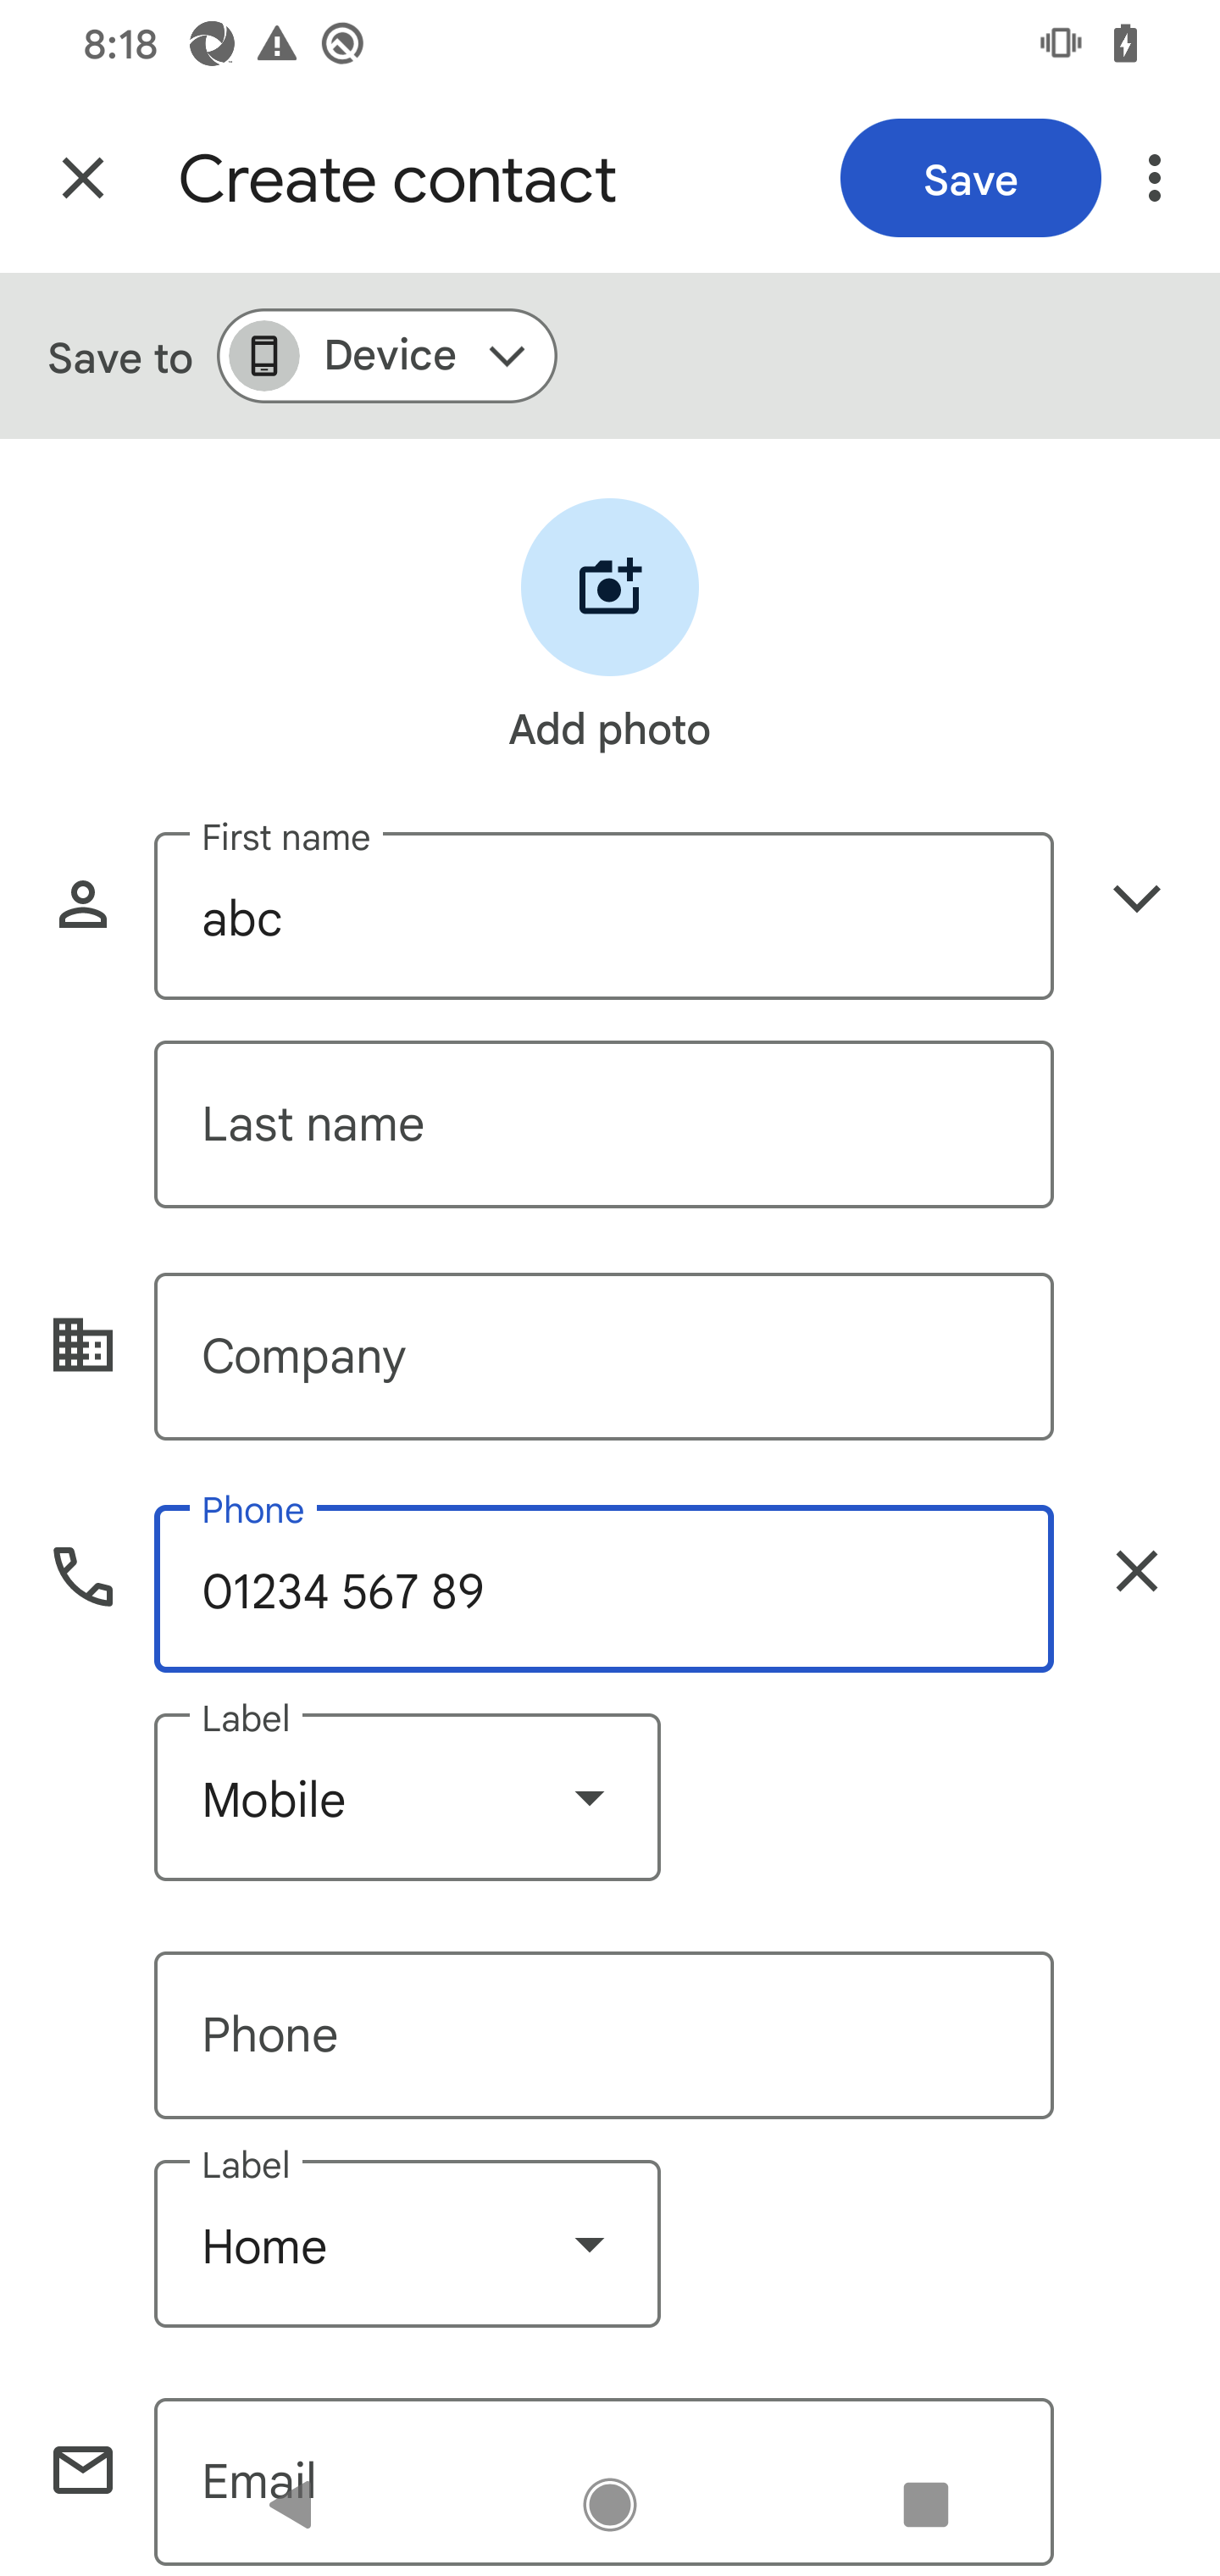 8:18
Create contact
Save
Save to
Device
Add photo
First name
abc
Last name
Company
Phone
01234 567 89
Label
Mobile
Phone
Label
Home
Email